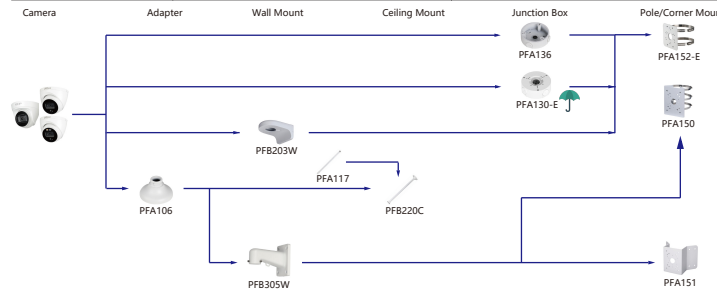 Camera Adapter Wall Mount Ceiling Mount Junction Box Pole/Corner Moun
PFA136
PFA152-E
PFA130-E
PFA150
PFB203W
PFA117
PFA106
PFB220C
PFB305W
PFA151